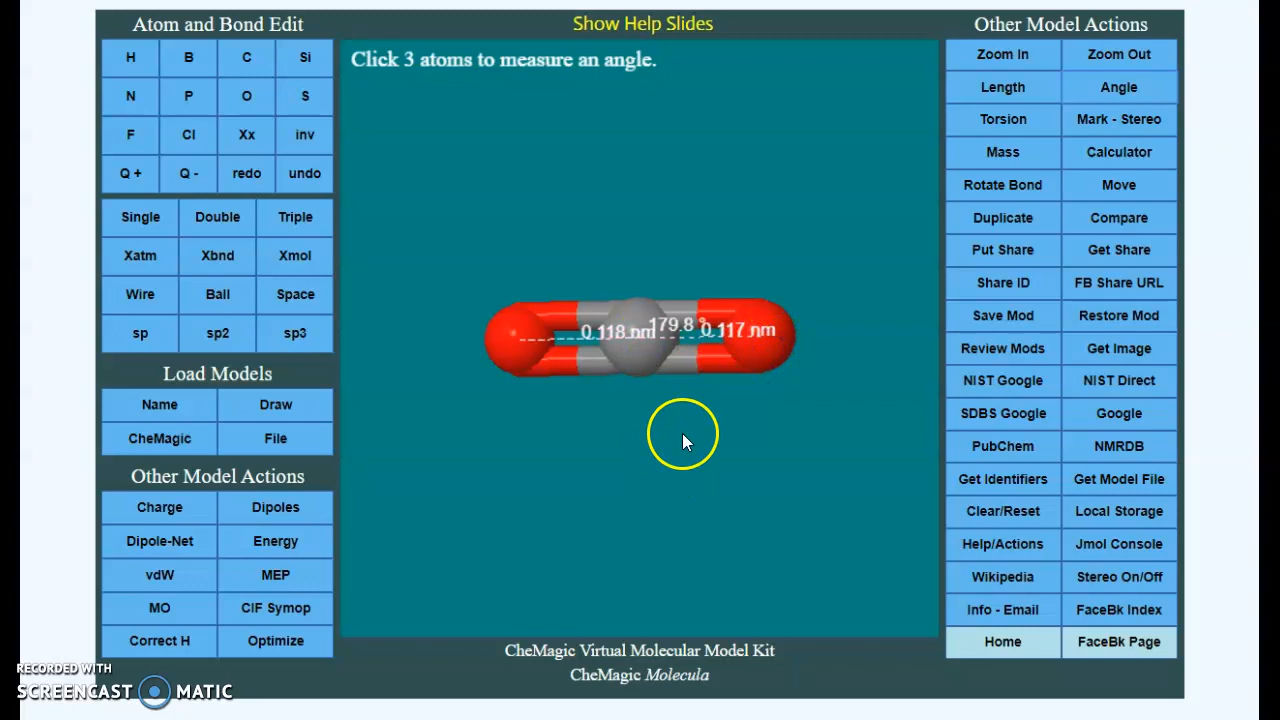 Atom and Bond Edit
H B C Si
N P O S
F Cl Xx inv
Q + Q - redo undo
Single Double Triple
Xatm Xbnd Xmol
Wire Ball Space
sp sp2 sp3
Load Models
Name Draw
CheMagic File
Other Model Actions
Charge Dipoles
Dipole-Net Energy
vdW MEP
MO CIF Symop
Correct H Optimize
Show Help Slides
Click 3 atoms to measure an angle.
0.118 nm 179.8 ° 0.117 nm
CheMagic Virtual Molecular Model Kit
CheMagic Molecula
Other Model Actions
Zoom In Zoom Out
Length Angle
Torsion Mark - Stereo
Mass Calculator
Rotate Bond Move
Duplicate Compare
Put Share Get Share
Share ID FB Share URL
Save Mod Restore Mod
Review Mods Get Image
NIST Google NIST Direct
SDBS Google Google
PubChem NMRDB
Get Identifiers Get Model File
Clear/Reset Local Storage
Help/Actions Jmol Console
Wikipedia Stereo On/Off
Info - Email FaceBk Index
Home FaceBk Page
RECORDED WITH
SCREENCAST MATIC